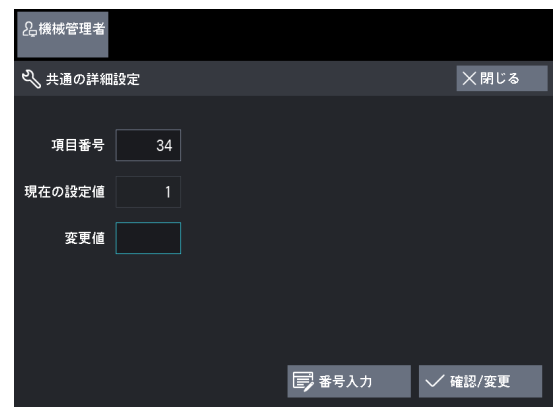 機械管理者
共通の詳細設定
閉じる
項目番号 34
現在の設定値 1
変更値
番号入力
確認/変更